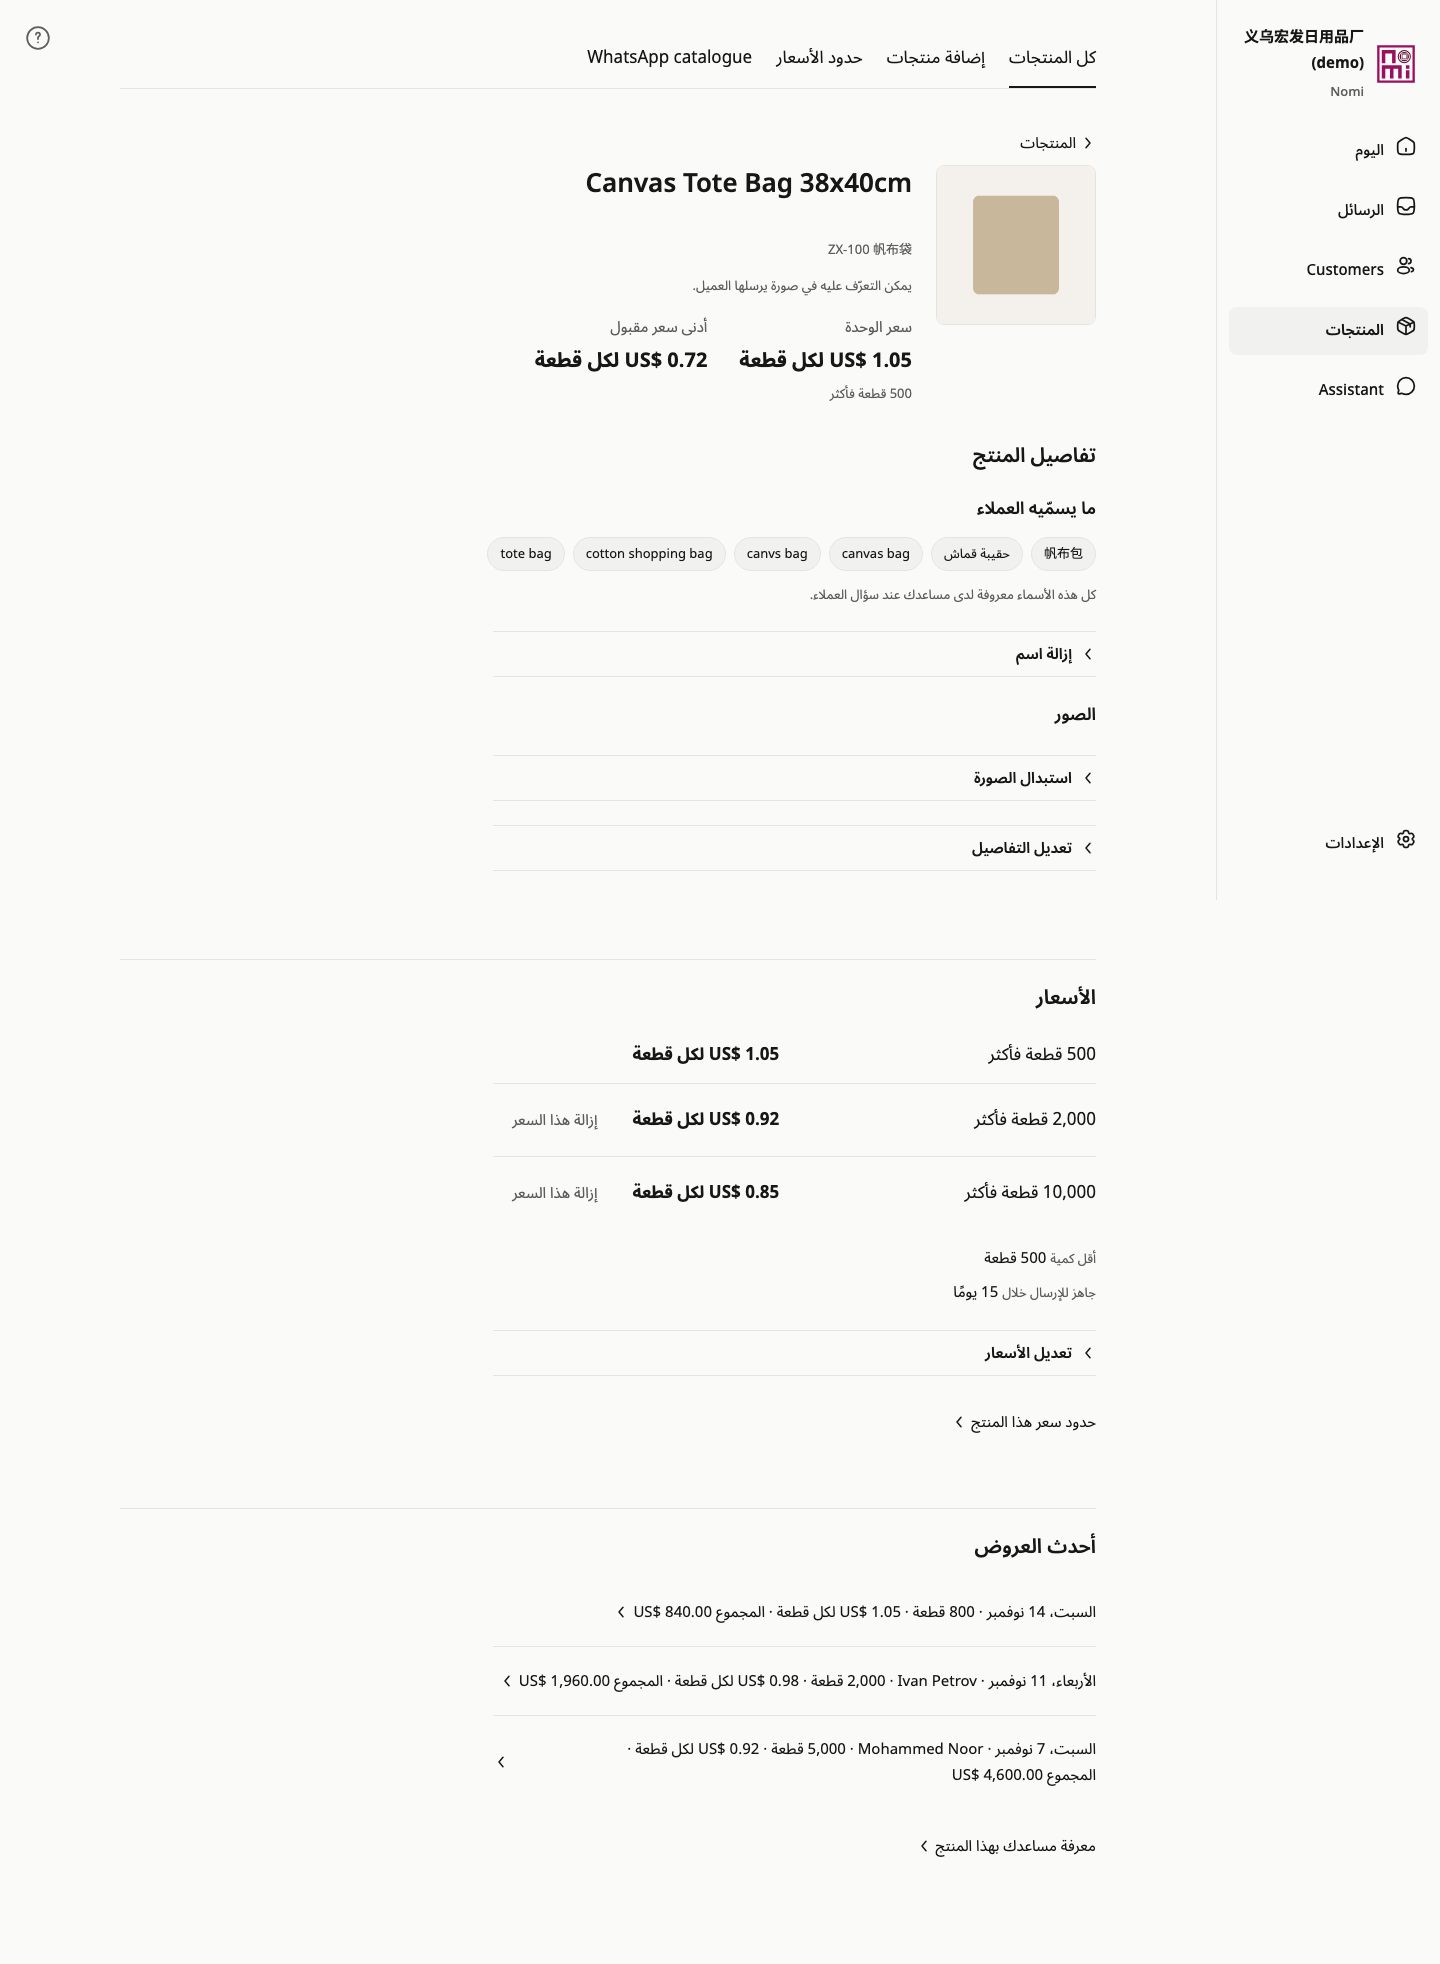 义乌宏发日用品厂
(demo)
Nomi
اليوم
الرسائل
Customers
المنتجات
Assistant
الإعدادات
كل المنتجات
إضافة منتجات
حدود الأسعار
WhatsApp catalogue
المنتجات
Canvas Tote Bag 38x40cm
ZX-100 帆布袋
يمكن التعرّف عليه في صورة يرسلها العميل.
سعر الوحدة
أدنى سعر مقبول
US$ 1.05 لكل قطعة
US$ 0.72 لكل قطعة
500 قطعة فأكثر
تفاصيل المنتج
ما يسمّيه العملاء
帆布包
حقيبة قماش
canvas bag
canvs bag
cotton shopping bag
tote bag
كل هذه الأسماء معروفة لدى مساعدك عند سؤال العملاء.
إزالة اسم
الصور
استبدال الصورة
تعديل التفاصيل
الأسعار
500 قطعة فأكثر
US$ 1.05 لكل قطعة
2,000 قطعة فأكثر
US$ 0.92 لكل قطعة
إزالة هذا السعر
10,000 قطعة فأكثر
US$ 0.85 لكل قطعة
إزالة هذا السعر
أقل كمية 500 قطعة
جاهز للإرسال خلال 15 يومًا
تعديل الأسعار
حدود سعر هذا المنتج
أحدث العروض
السبت، 14 نوفمبر · 800 قطعة · US$ 1.05 لكل قطعة · المجموع US$ 840.00
الأربعاء، 11 نوفمبر · Ivan Petrov · 2,000 قطعة · US$ 0.98 لكل قطعة · المجموع US$ 1,960.00
السبت، 7 نوفمبر · Mohammed Noor · 5,000 قطعة · US$ 0.92 لكل قطعة ·
المجموع US$ 4,600.00
معرفة مساعدك بهذا المنتج